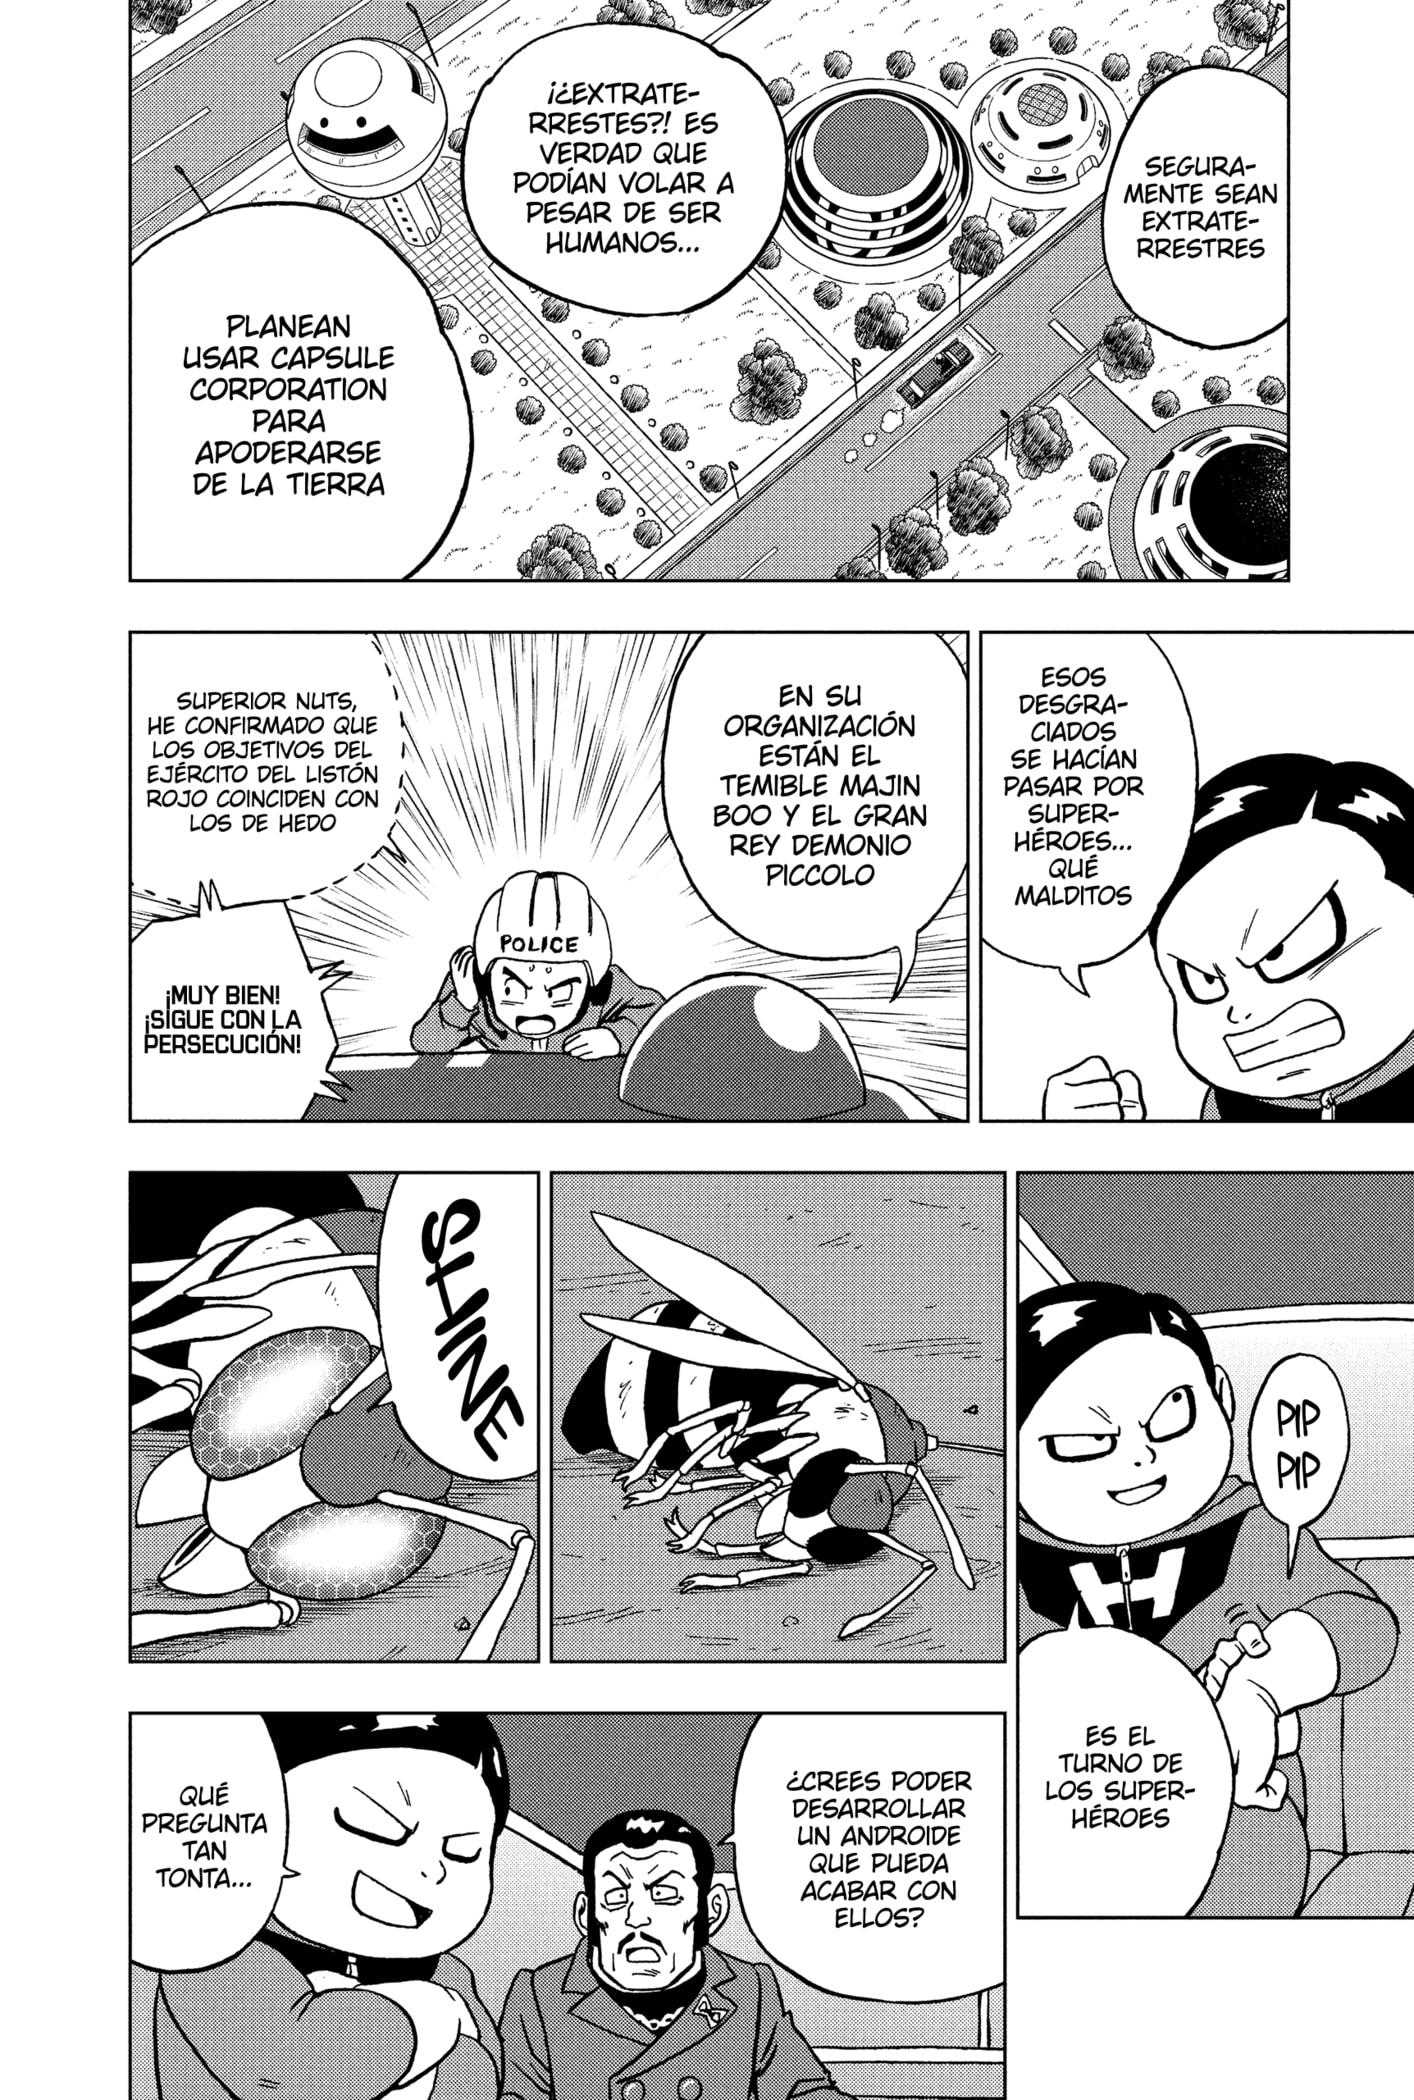 SEGURA-
MENTE SEAN
EXTRATE-
RRESTRES
¡¿EXTRATE-
RRESTES?! ES
VERDAD QUE
PODÍAN VOLAR A
PESAR DE SER
HUMANOS...
PLANEAN
USAR CAPSULE
CORPORATION
PARA
APODERARSE
DE LA TIERRA
ESOS
DESGRA-
CIADOS
SE HACÍAN
PASAR POR
SUPER-
HÉROES...
QUÉ
MALDITOS
EN SU
ORGANIZACIÓN
ESTÁN EL
TEMIBLE MAJIN
BOO Y EL GRAN
REY DEMONIO
PICCOLO
SUPERIOR NUTS,
HE CONFIRMADO QUE
LOS OBJETIVOS DEL
EJÉRCITO DEL LISTÓN
ROJO COINCIDEN CON
LOS DE HEDO
POLICE
¡MUY BIEN!
¡SIGUE CON LA
PERSECUCIÓN!
PIP
PIP
H
ES EL
TURNO DE
LOS SUPER-
HÉROES
SHINE
¿CREES PODER
DESARROLLAR
UN ANDROIDE
QUE PUEDA
ACABAR CON
ELLOS?
QUÉ
PREGUNTA
TAN
TONTA...